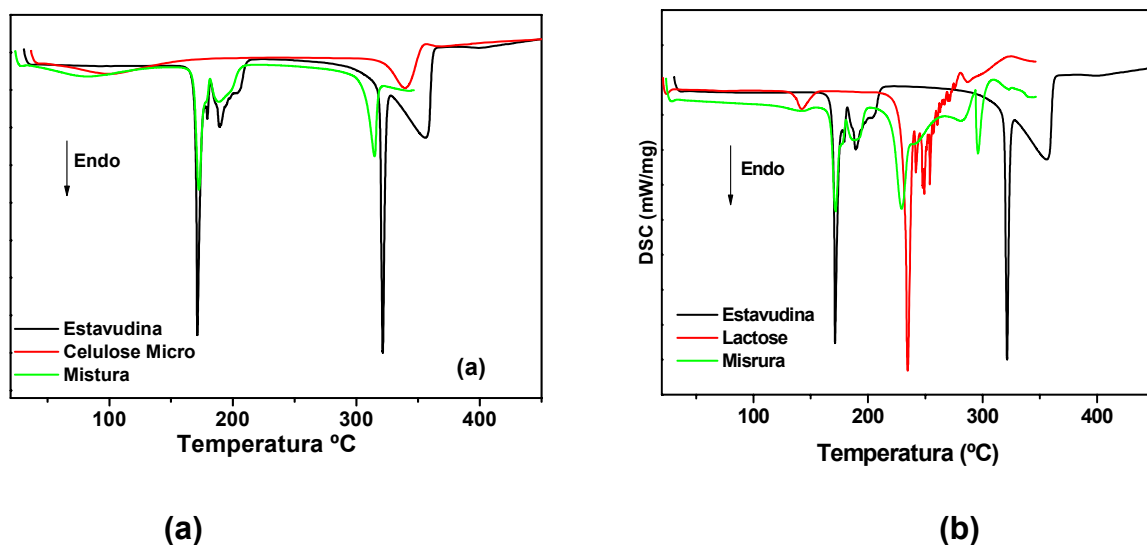 Endo
Estavudina
Celulose Micro
Mistura
(a)
100 200 300 400
Temperatura ºC
(a)
DSC (mW/mg)
Endo
Estavudina
Lactose
Misrura
100 200 300 400
Temperatura (ºC)
(b)